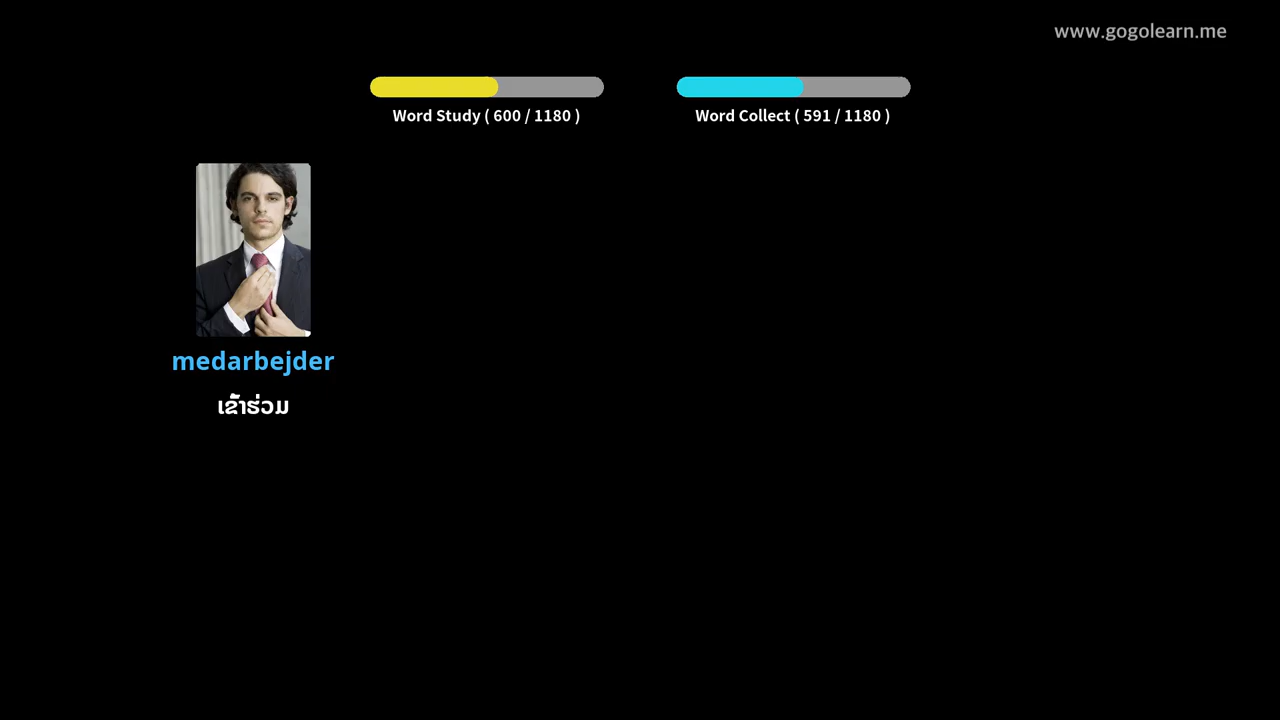 www.gogolearn.me
Word Study ( 600 / 1180 )
Word Collect ( 591 / 1180 )
medarbejder
ເຂົ້າຮ່ວມ